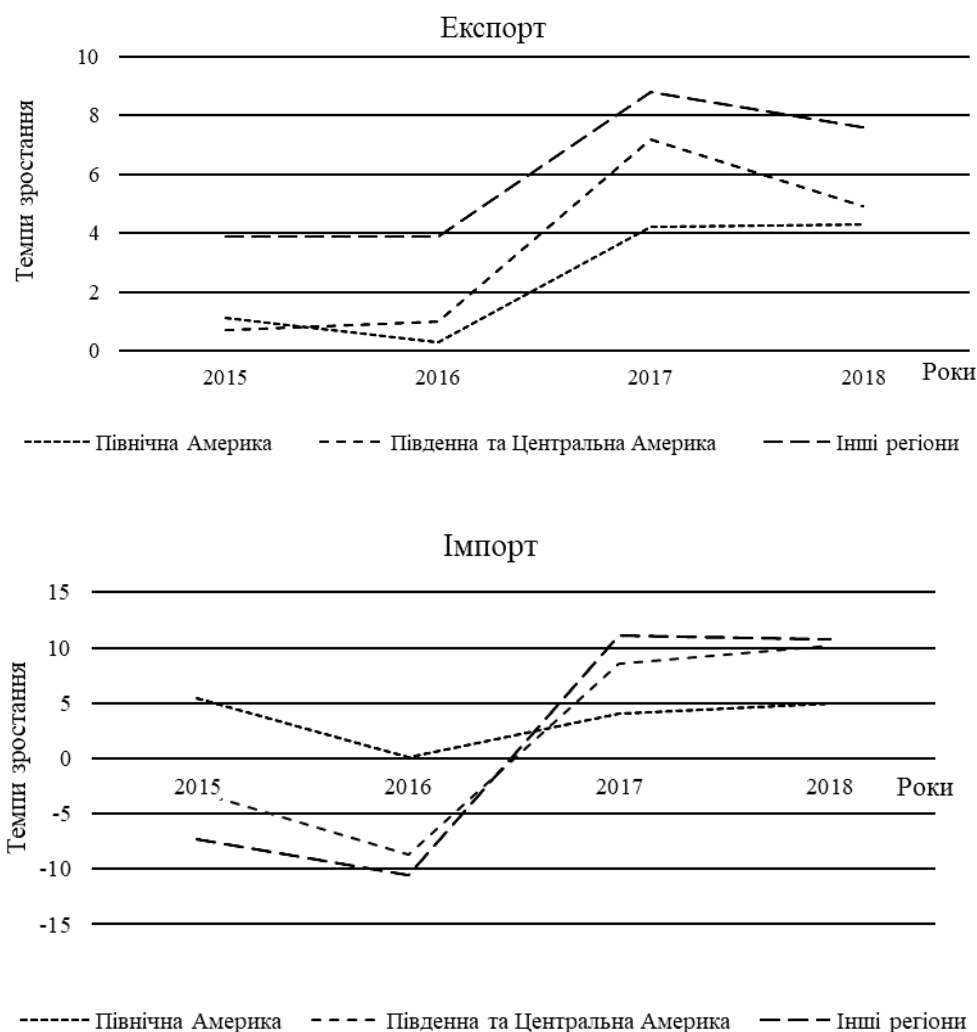 Експорт
10
8
6
4
2
0
Темпи зростання
2015 2016 2017 2018 Роки
Північна Америка Південна та Центральна Америка Інші регіони
Імпорт
15
10
5
0
-5
-10
-15
Темпи зростання
2015 2016 2017 2018 Роки
Північна Америка Південна та Центральна Америка Інші регіони